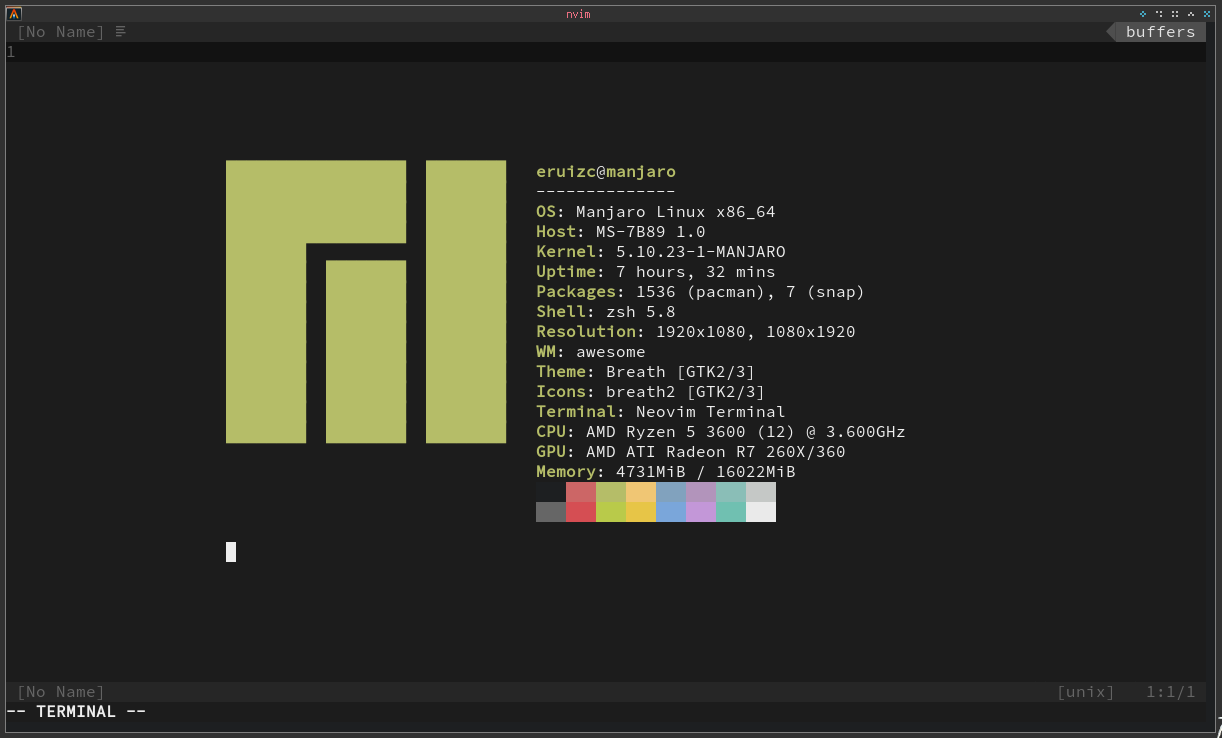 nvim
[No Name]
buffers
1
eruizc@manjaro
--------------
OS: Manjaro Linux x86_64
Host: MS-7B89 1.0
Kernel: 5.10.23-1-MANJARO
Uptime: 7 hours, 32 mins
Packages: 1536 (pacman), 7 (snap)
Shell: zsh 5.8
Resolution: 1920x1080, 1080x1920
WM: awesome
Theme: Breath [GTK2/3]
Icons: breath2 [GTK2/3]
Terminal: Neovim Terminal
CPU: AMD Ryzen 5 3600 (12) @ 3.600GHz
GPU: AMD ATI Radeon R7 260X/360
Memory: 4731MiB / 16022MiB
[No Name] [unix] 1:1/1
-- TERMINAL --